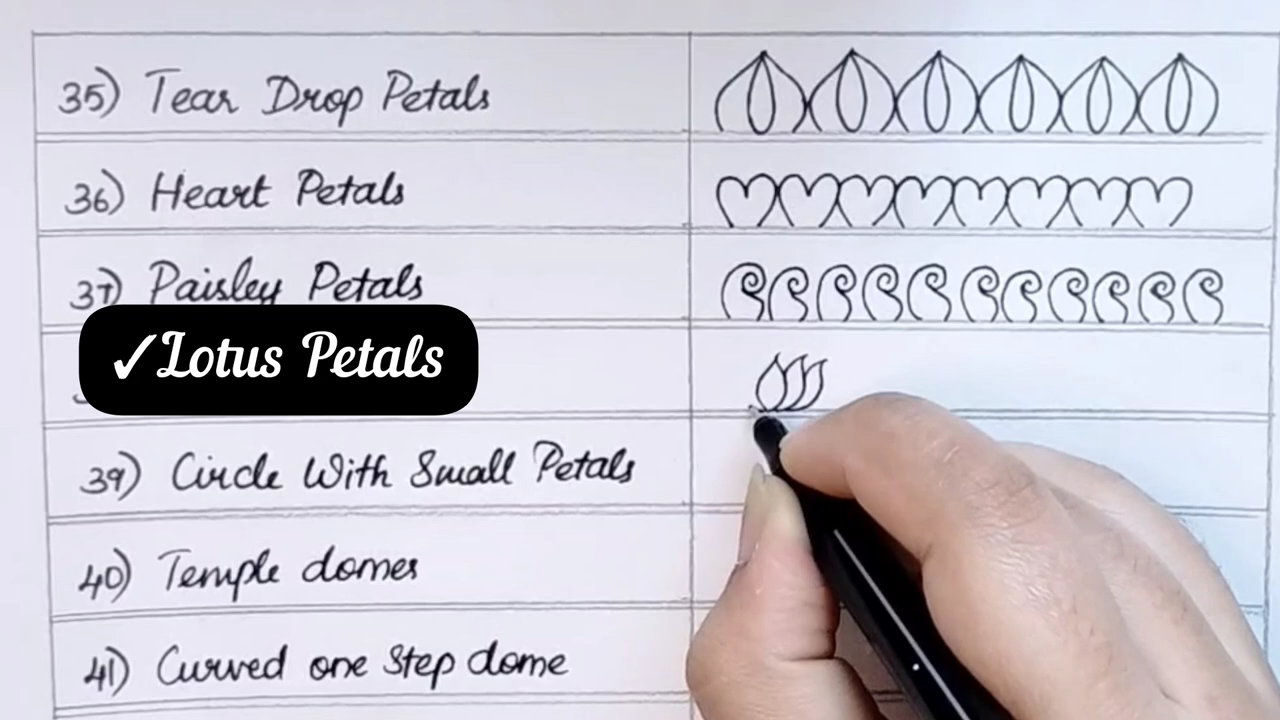 35) Tear Drop Petals
36) Heart Petals
37) Paisley Petals
✓Lotus Petals
39) Circle With Small Petals
40) Temple domes
41) Curved one Step dome